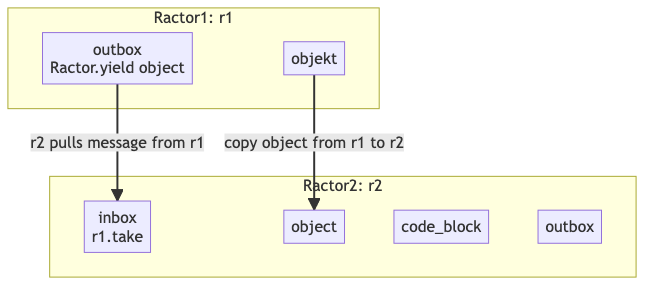 Ractor1: r1
outbox
Ractor.yield object
objekt
r2 pulls message from r1
copy object from r1 to r2
Ractor2: r2
inbox
r1.take
object
code_block
outbox